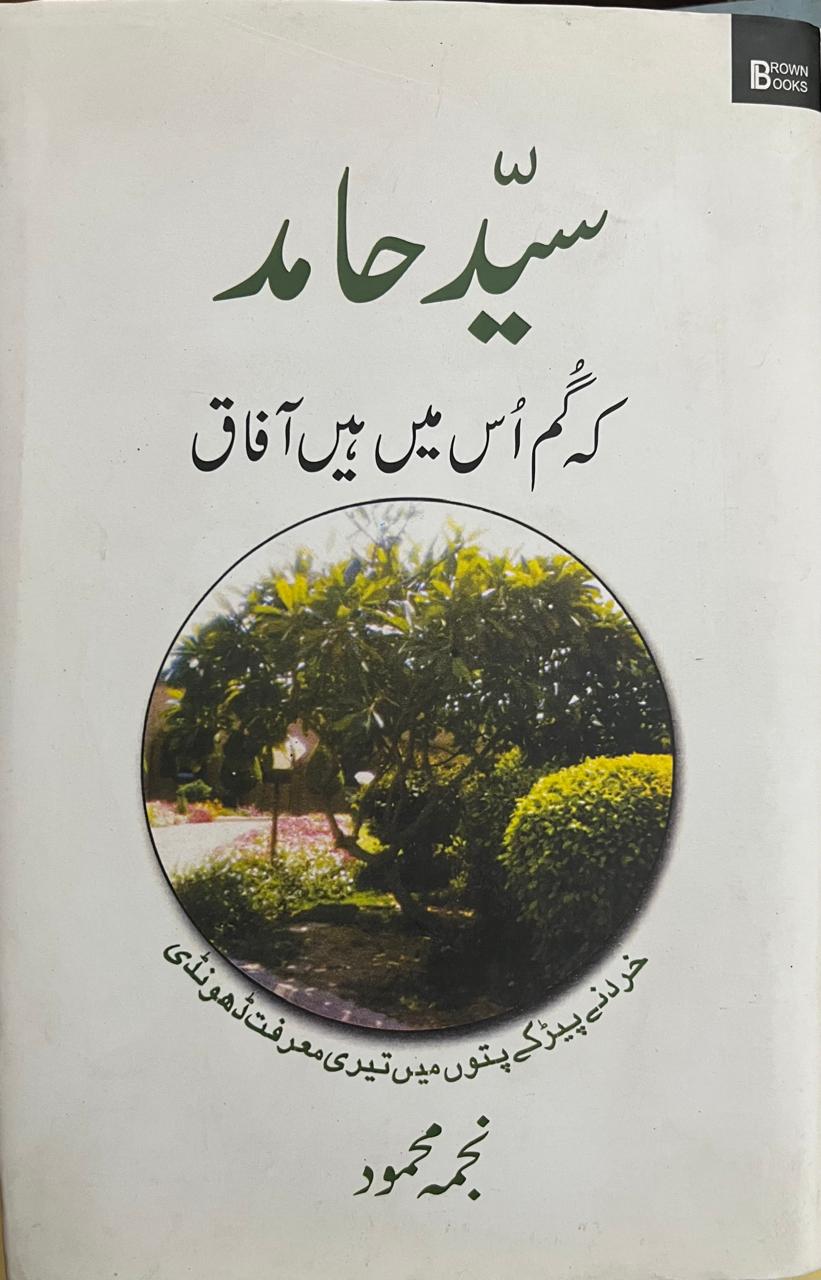 BROWN
BOOKS
سیّد حامد
کہ گُم اُس میں ہیں آفاق
خرد نے پیڑ کے پتوں میں تیری معرفت ڈھونڈی
نجمہ محمود